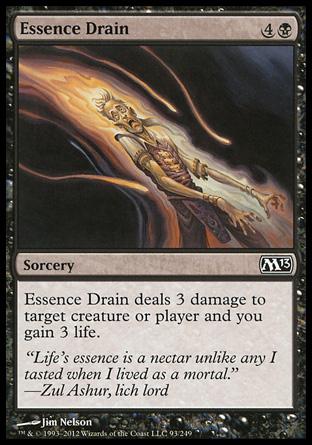 Essence Drain 4
Sorcery M13
Essence Drain deals 3 damage to
target creature or player and you
gain 3 life.
“Life’s essence is a nectar unlike any I
tasted when I lived as a mortal.”
—Zul Ashur, lich lord
Jim Nelson
™ & © 1993–2012 Wizards of the Coast LLC 93/249